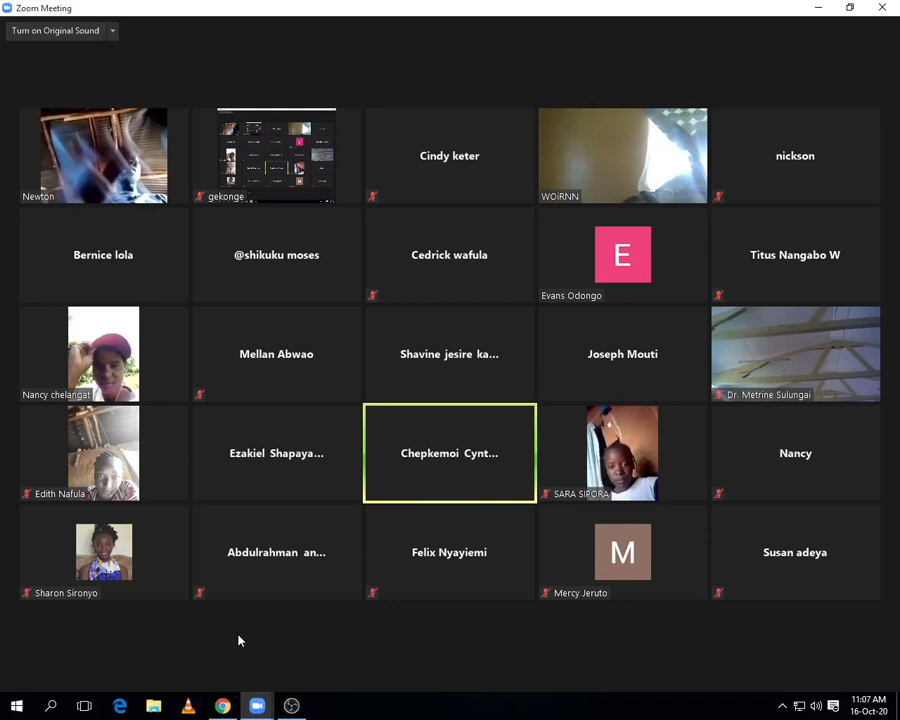 Zoom Meeting
Turn on Original Sound
Newton
gekonge
Cindy keter
WOiRNN
nickson
Bernice lola
@shikuku moses
Cedrick wafula
E
Evans Odongo
Titus Nangabo W
Nancy chelangat
Mellan Abwao
Shavine jesire ka...
Joseph Mouti
Dr. Metrine Sulungai
Edith Nafula
Ezakiel Shapaya...
Chepkemoi Cynt...
SARA SIPORA
Nancy
Sharon Sironyo
Abdulrahman an...
Felix Nyayiemi
M
Mercy Jeruto
Susan adeya
11:07 AM
16-Oct-20